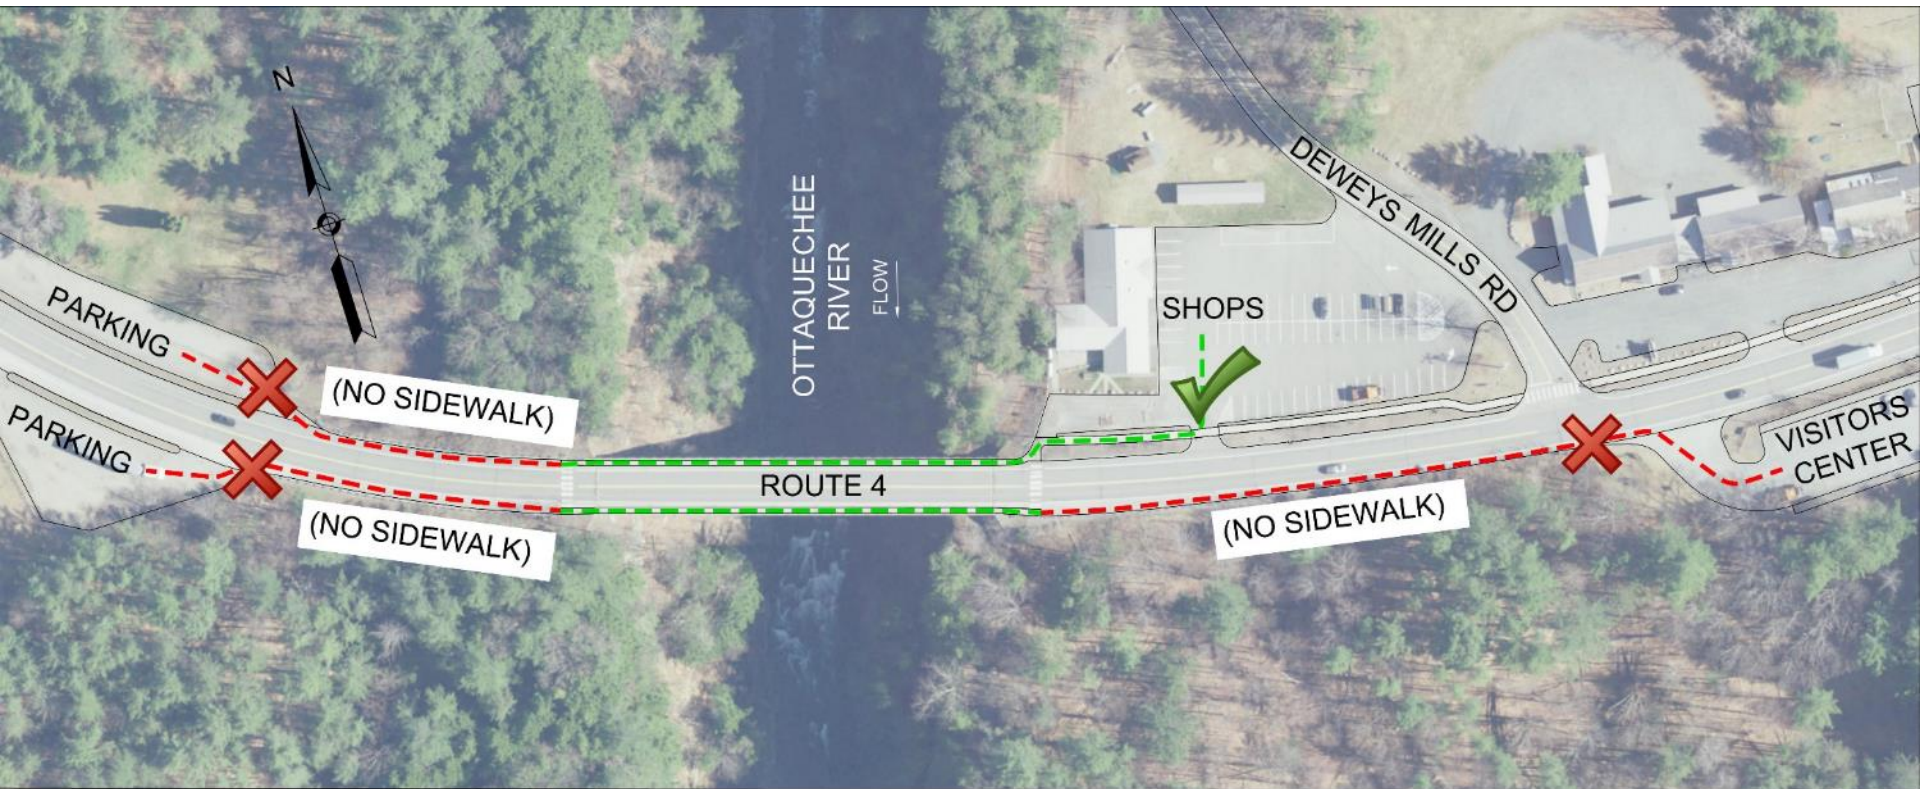 N
PARKING
PARKING
(NO SIDEWALK)
(NO SIDEWALK)
OTTAQUECHEE
RIVER
FLOW
ROUTE 4
SHOPS
DEWEYS MILLS RD
(NO SIDEWALK)
VISITORS
CENTER